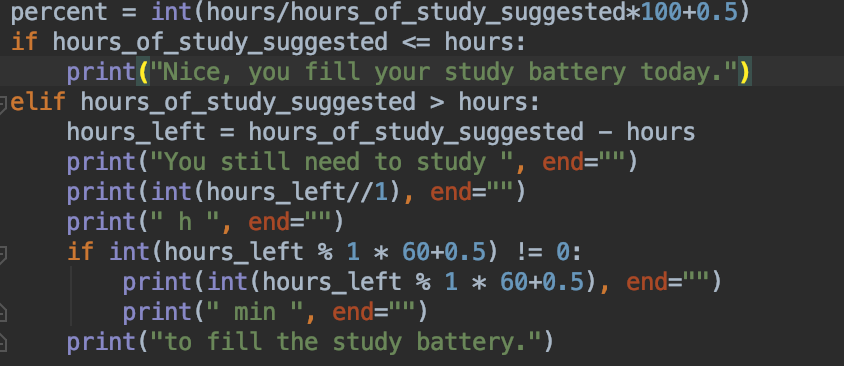 percent = int(hours/hours_of_study_suggested*100+0.5)
if hours_of_study_suggested <= hours:
    print("Nice, you fill your study battery today.")
elif hours_of_study_suggested > hours:
    hours_left = hours_of_study_suggested - hours
    print("You still need to study ", end="")
    print(int(hours_left//1), end="")
    print(" h ", end="")
    if int(hours_left % 1 * 60+0.5) != 0:
        print(int(hours_left % 1 * 60+0.5), end="")
        print(" min ", end="")
    print("to fill the study battery.")